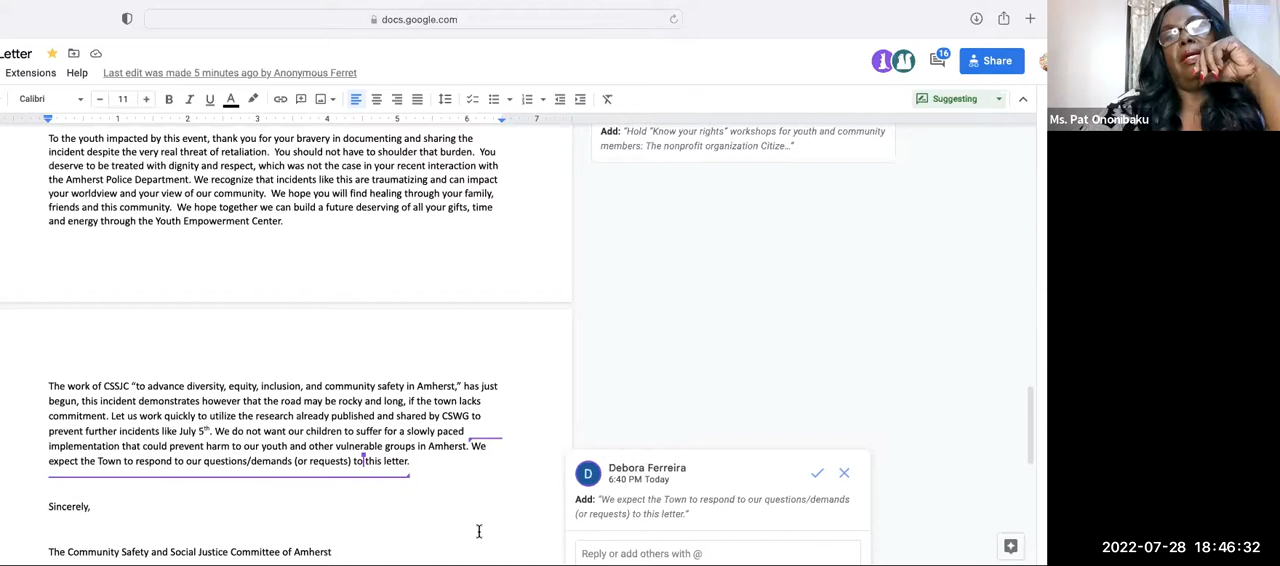 docs.google.com
Letter
Share
16
Extensions Help Last edit was made 5 minutes ago by Anonymous Ferret
Calibri 11 B I U A Suggesting
6 7
To the youth impacted by this event, thank you for your bravery in documenting and sharing the
incident despite the very real threat of retaliation. You should not have to shoulder that burden. You
deserve to be treated with dignity and respect, which was not the case in your recent interaction with
the Amherst Police Department. We recognize that incidents like this are traumatizing and can impact
your worldview and your view of our community. We hope you will find healing through your family,
friends and this community. We hope together we can build a future deserving of all your gifts, time
and energy through the Youth Empowerment Center.
Add: "Hold "Know your rights" workshops for youth and community
members: The nonprofit organization Citize..."
Ms. Pat Ononibaku
The work of CSSJC "to advance diversity, equity, inclusion, and community safety in Amherst," has just
begun, this incident demonstrates however that the road may be rocky and long, if the town lacks
commitment. Let us work quickly to utilize the research already published and shared by CSWG to
prevent further incidents like July 5th. We do not want our children to suffer for a slowly paced
implementation that could prevent harm to our youth and other vulnerable groups in Amherst. We
expect the Town to respond to our questions/demands (or requests) to this letter.
Sincerely,
The Community Safety and Social Justice Committee of Amherst
D
Debora Ferreira
6:40 PM Today
Add: "We expect the Town to respond to our questions/demands
(or requests) to this letter."
Reply or add others with @
2022-07-28 18:46:32